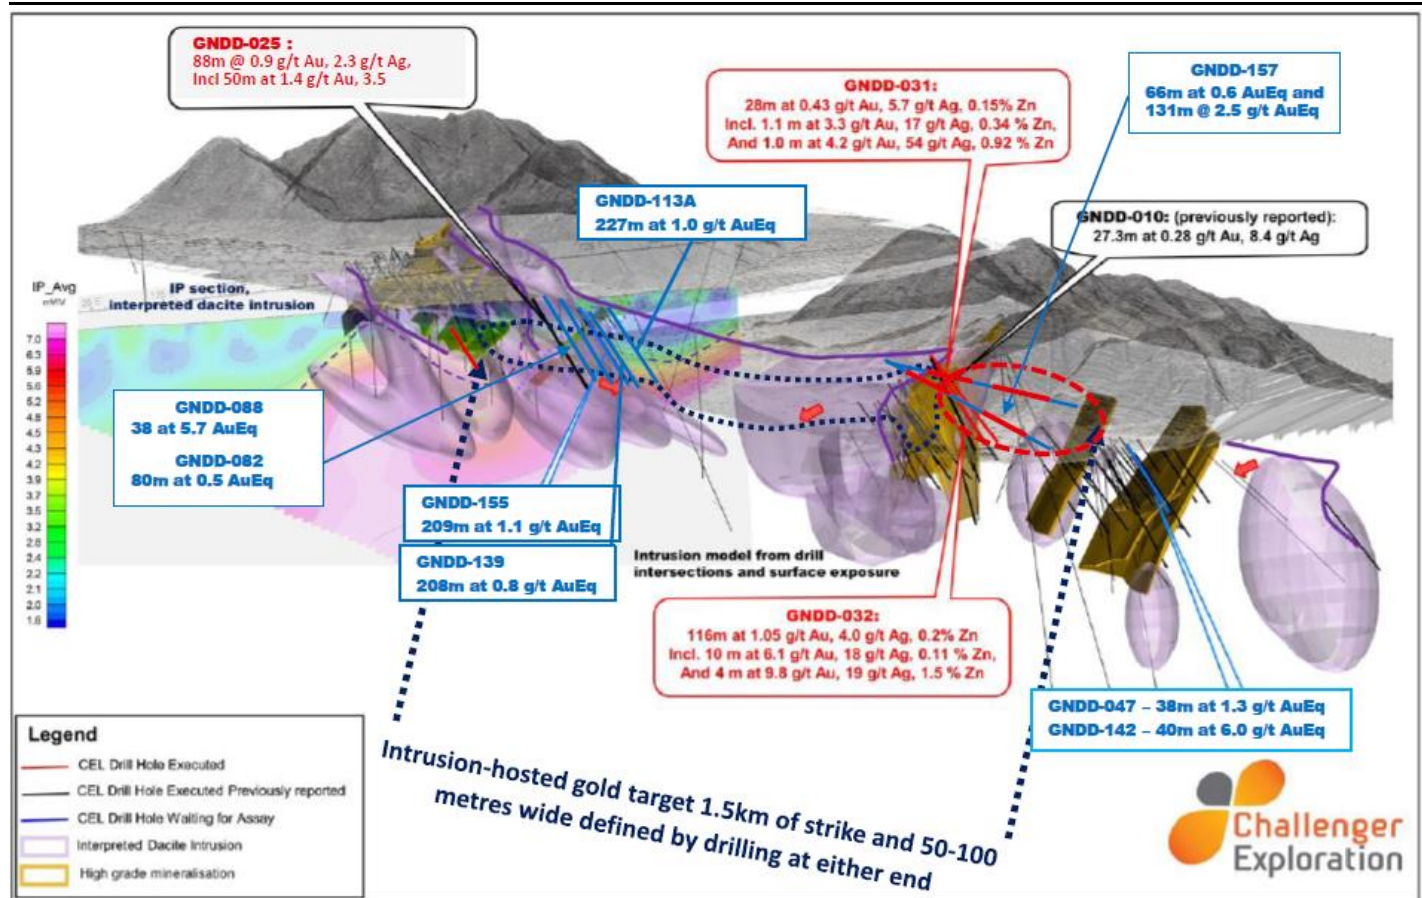 GNDD-025 :
88m @ 0.9 g/t Au, 2.3 g/t Ag,
Incl 50m at 1.4 g/t Au, 3.5
GNDD-031:
28m at 0.43 g/t Au, 5.7 g/t Ag, 0.15% Zn
Incl. 1.1 m at 3.3 g/t Au, 17 g/t Ag, 0.34 % Zn,
And 1.0 m at 4.2 g/t Au, 54 g/t Ag, 0.92 % Zn
GNDD-157
66m at 0.6 AuEq and
131m @ 2.5 g/t AuEq
GNDD-113A
227m at 1.0 g/t AuEq
GNDD-010: (previously reported):
27.3m at 0.28 g/t Au, 8.4 g/t Ag
IP_Avg
IP section,
interpreted dacite intrusion
7.0
6.3
5.9
5.6
5.2
4.8
4.5
4.3
4.2
3.9
3.7
3.5
3.2
2.8
2.4
2.2
2.1
2.0
1.6
GNDD-088
38 at 5.7 AuEq
GNDD-082
80m at 0.5 AuEq
GNDD-155
209m at 1.1 g/t AuEq
GNDD-139
208m at 0.8 g/t AuEq
Intrusion model from drill
intersections and surface exposure
GNDD-032:
116m at 1.05 g/t Au, 4.0 g/t Ag, 0.2% Zn
Incl. 10 m at 6.1 g/t Au, 18 g/t Ag, 0.11 % Zn,
And 4 m at 9.8 g/t Au, 19 g/t Ag, 1.5 % Zn
GNDD-047 – 38m at 1.3 g/t AuEq
GNDD-142 – 40m at 6.0 g/t AuEq
Intrusion-hosted gold target 1.5km of strike and 50-100
metres wide defined by drilling at either end
Legend
CEL Drill Hole Executed
CEL Drill Hole Executed Previously reported
CEL Drill Hole Waiting for Assay
Interpreted Dacite Intrusion
High grade mineralisation
Challenger
Exploration